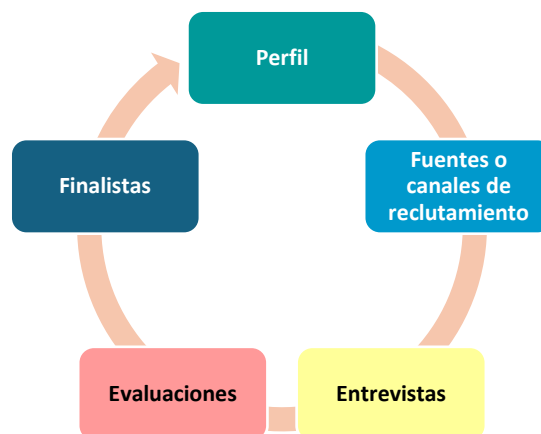 Perfil
Fuentes o
canales de
reclutamiento
Entrevistas
Evaluaciones
Finalistas